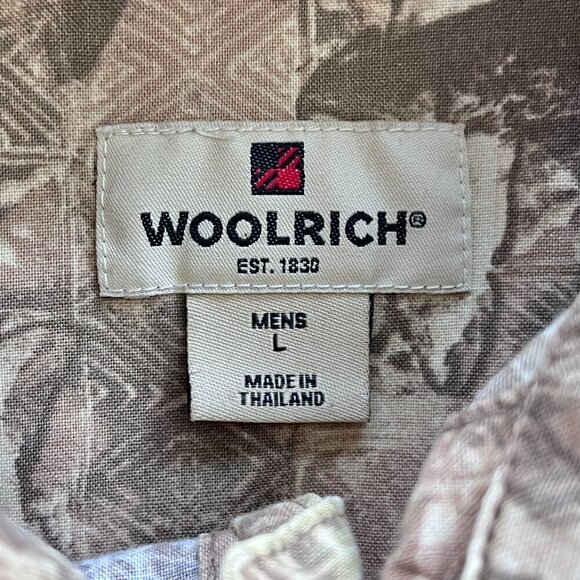 WOOLRICH®
EST. 1830
MENS
L
MADE IN
THAILAND